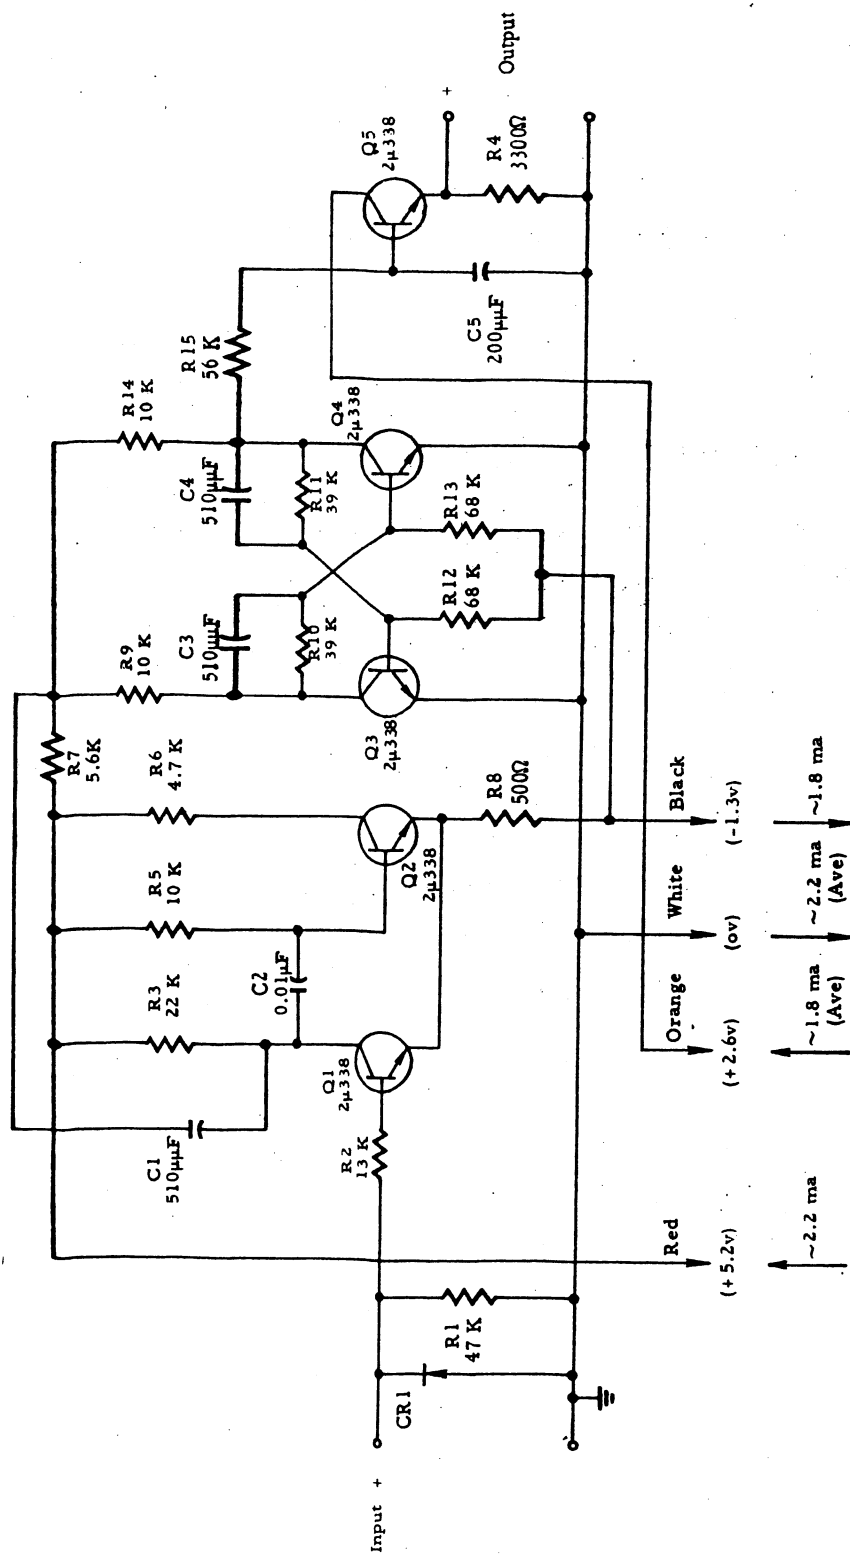 Input +
CR1
R1
47 K
R2
13 K
C1
510μμF
Q1
2μ338
R3
22 K
C2
0.01μF
R5
10 K
Q2
2μ338
R6
4.7 K
R7
5.6K
R8
500Ω
R9
10 K
C3
510μμF
R10
39 K
Q3
2μ338
R12
68 K
R13
68 K
C4
510μμF
R11
39 K
Q4
2μ338
R14
10 K
R15
56 K
C5
200μμF
Q5
2μ338
R4
3300Ω
+
Output
Red
(+5.2v)
~2.2 ma
Orange
(+2.6v)
~1.8 ma
(Ave)
White
(ov)
~2.2 ma
(Ave)
Black
(-1.3v)
~1.8 ma